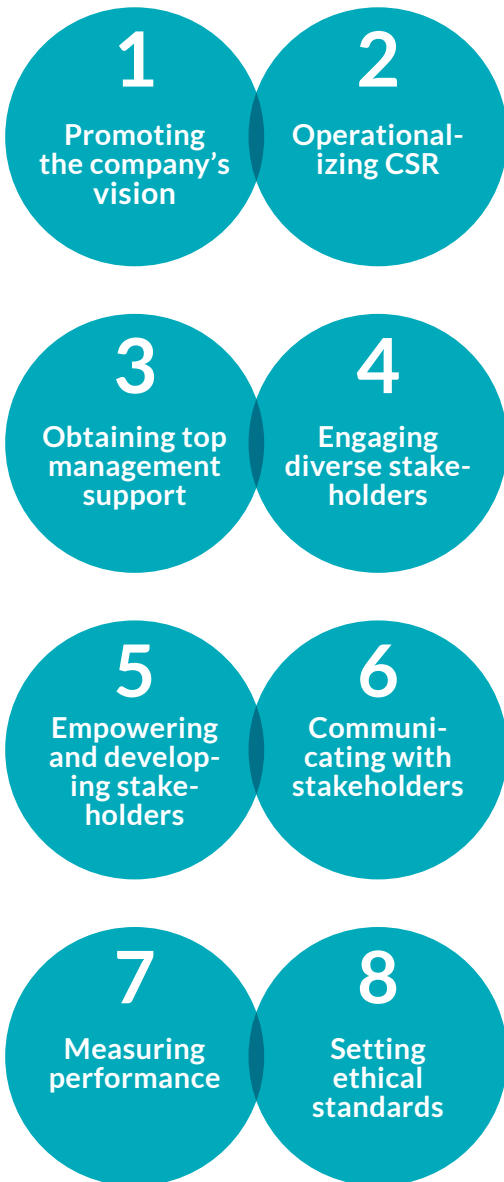 1
Promoting
the company's
vision
2
Operational-
izing CSR
3
Obtaining top
management
support
4
Engaging
diverse stake-
holders
5
Empowering
and develop-
ing stake-
holders
6
Communi-
cating with
stakeholders
7
Measuring
performance
8
Setting
ethical
standards